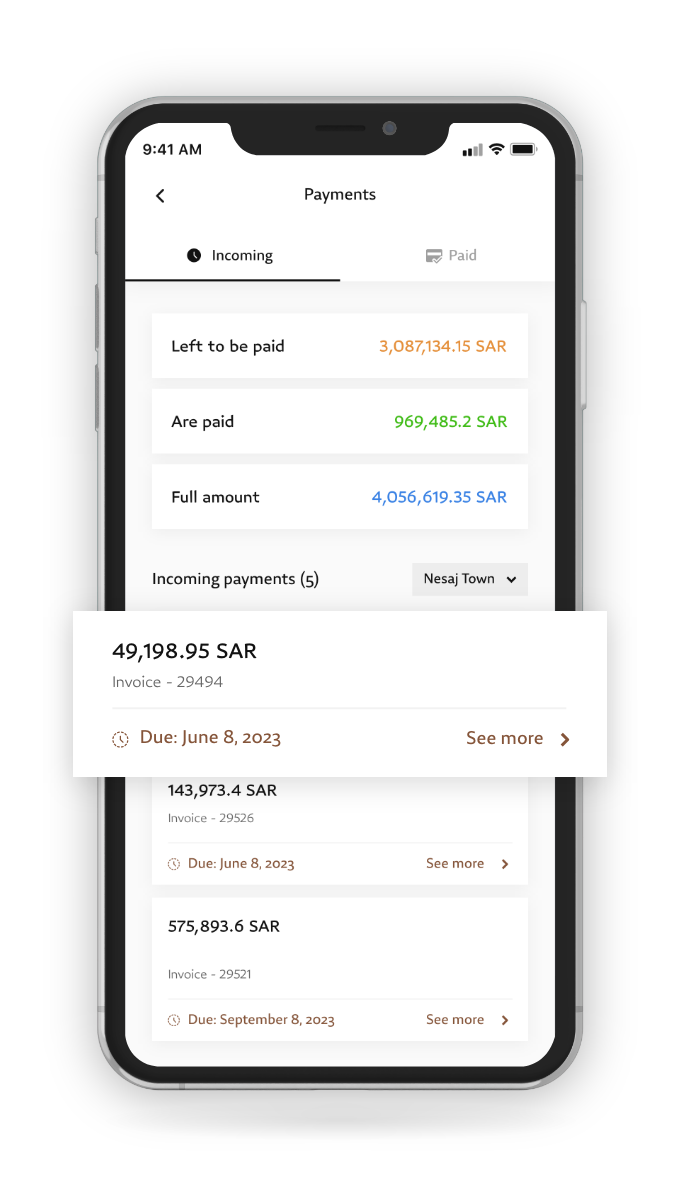 9:41 AM
Payments
Incoming
Paid
Left to be paid 3,087,134.15 SAR
Are paid 969,485.2 SAR
Full amount 4,056,619.35 SAR
Incoming payments (5) Nesaj Town
49,198.95 SAR
Invoice - 29494
Due: June 8, 2023 See more
143,973.4 SAR
Invoice - 29526
Due: June 8, 2023 See more
575,893.6 SAR
Invoice - 29521
Due: September 8, 2023 See more